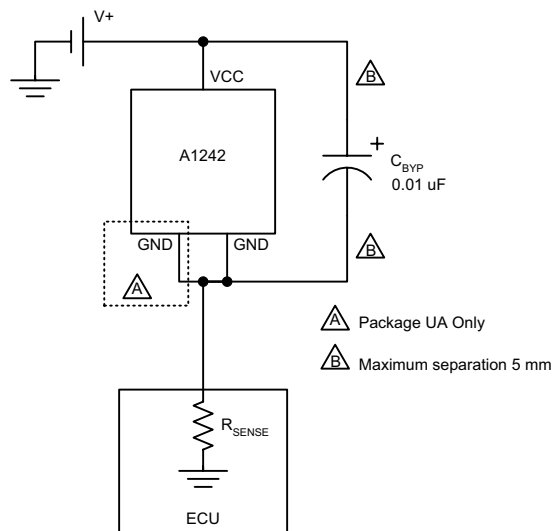 V+
VCC
B
A1242
+
C_BYP
0.01 uF
GND
GND
B
A
A Package UA Only
B Maximum separation 5 mm
R_SENSE
ECU